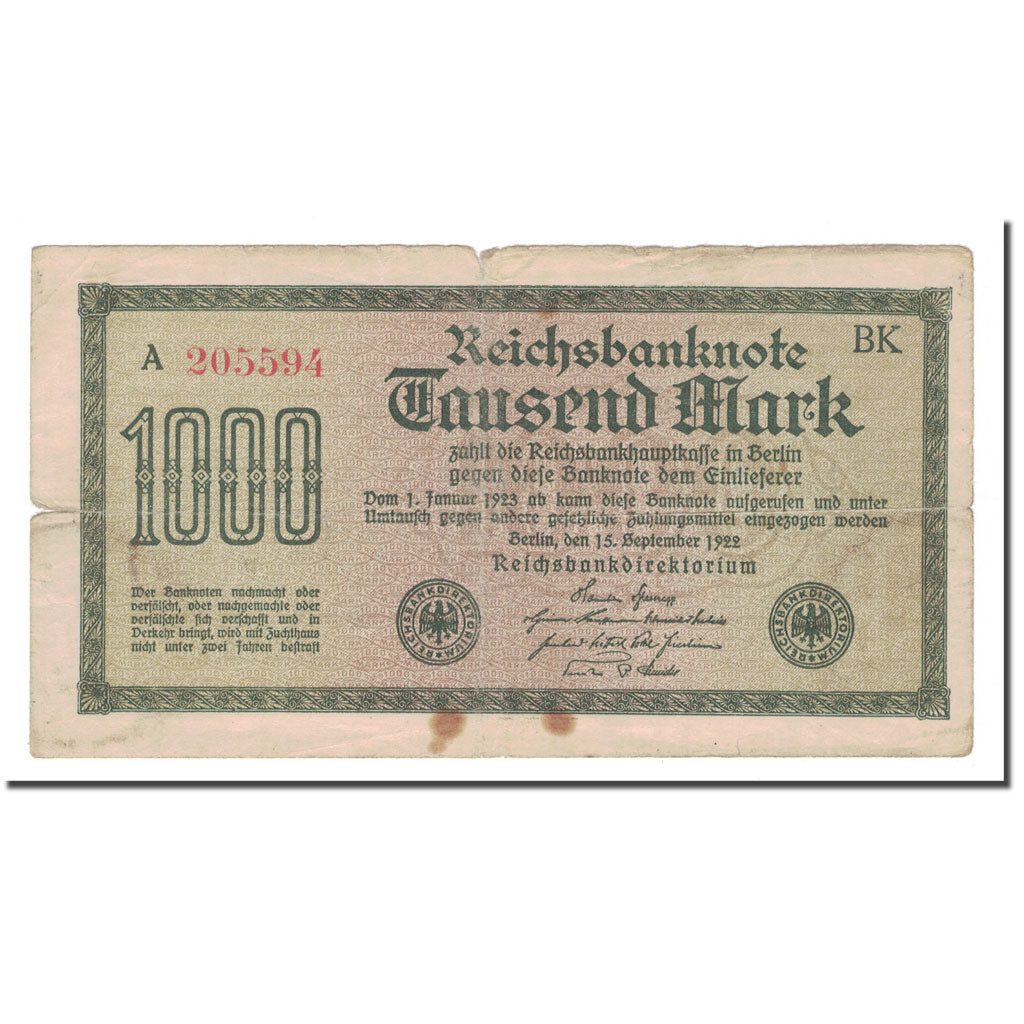 A 205594
BK
1000
Reichsbanknote
Tausend Mark
zahlt die Reichsbankhauptkasse in Berlin
gegen diese Banknote dem Einlieferer
Vom 1. Januar 1923 ab kann diese Banknote aufgerufen und unter
Umtausch gegen andere gesetzliche Zahlungsmittel eingezogen werden
Berlin, den 15. September 1922
Reichsbankdirektorium
Wer Banknoten nachmacht oder
verfälscht, oder nachgemachte oder
verfälschte sich verschafft und in
Verkehr bringt, wird mit Zuchthaus
nicht unter zwei Jahren bestraft
REICHSBANKDIREKTORIUM
REICHSBANKDIREKTORIUM